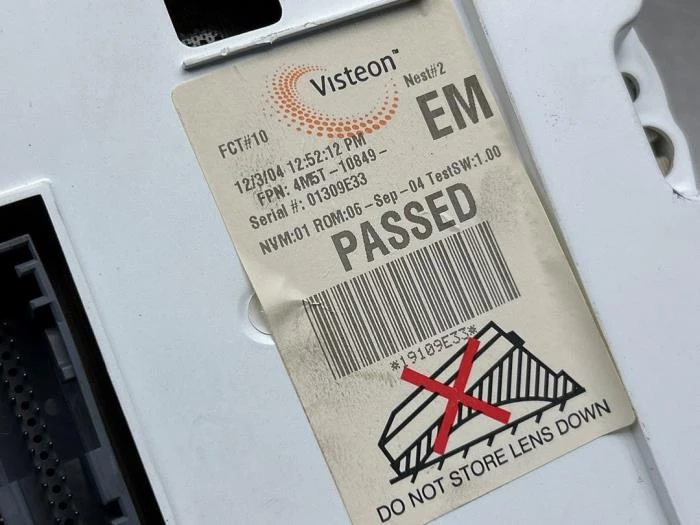 Visteon™
Nest#2
EM
FCT#10
12/3/04 12:52:12 PM
FPN: 4M5T-10849-
Serial #: 01309E33
NVM:01 ROM:06-Sep-04 TestSW:1.00
PASSED
*19109E33*
DO NOT STORE LENS DOWN